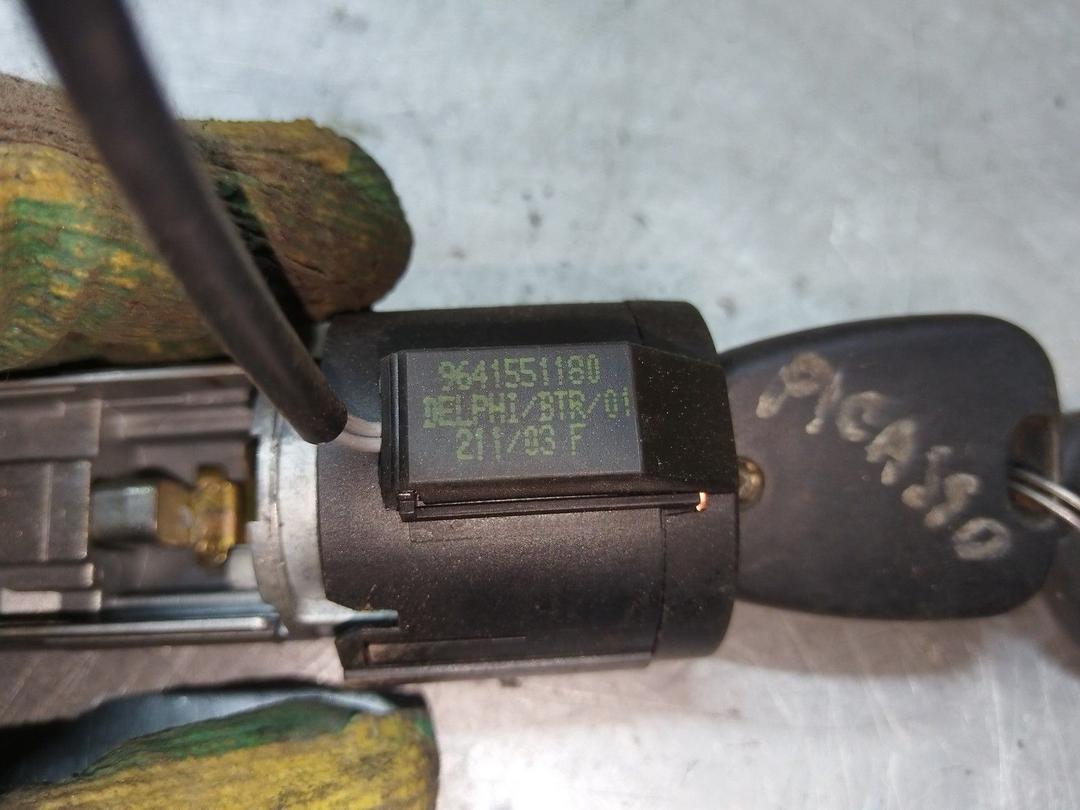 9641551180
DELPHI/BTR/01
211/03 F
PICASSO